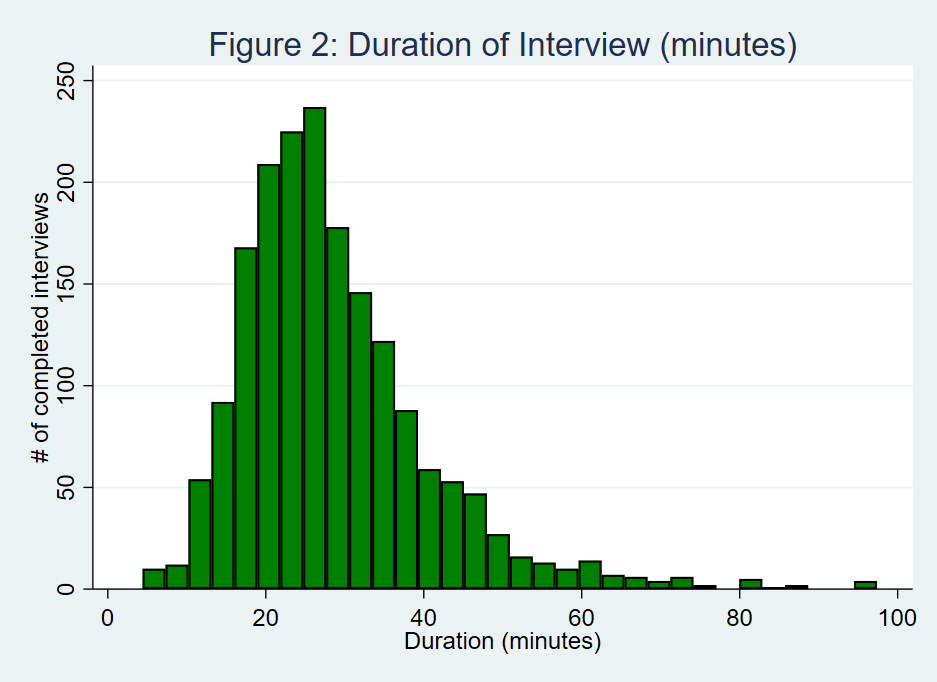 Figure 2: Duration of Interview (minutes)
# of completed interviews
250
200
150
100
50
0
0 20 40 60 80 100
Duration (minutes)